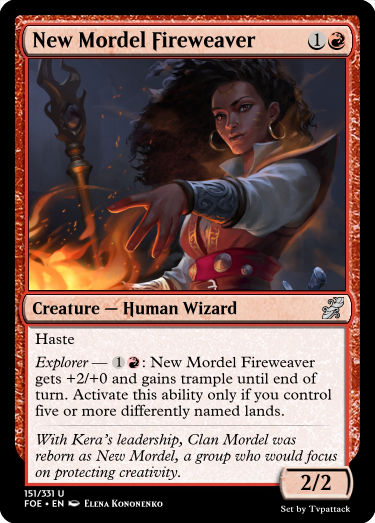 New Mordel Fireweaver 1
Creature — Human Wizard
Haste
Explorer — 1 : New Mordel Fireweaver
gets +2/+0 and gains trample until end of
turn. Activate this ability only if you control
five or more differently named lands.
With Kera's leadership, Clan Mordel was
reborn as New Mordel, a group who would focus
on protecting creativity.
2/2
151/331 U
FOE • EN Elena Kononenko
Set by Tvpattack